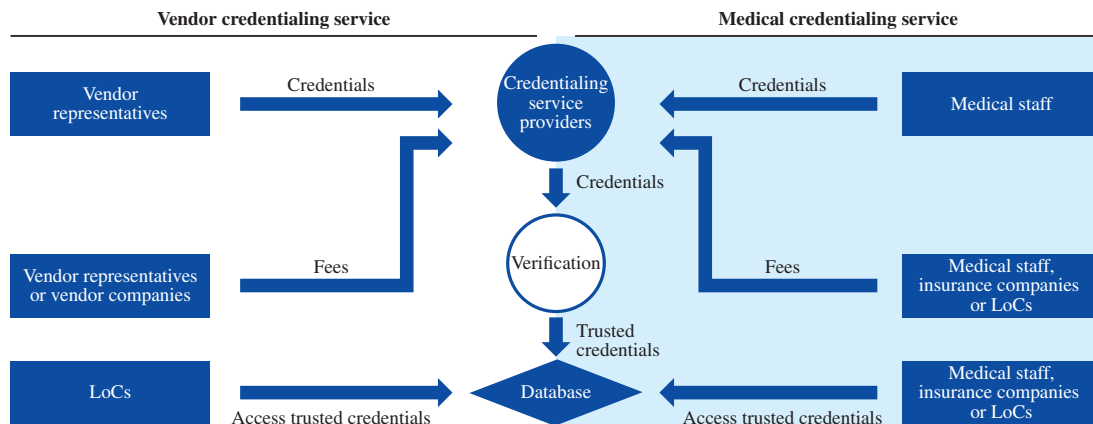 Vendor credentialing service
Medical credentialing service
Vendor
representatives
Credentials
Credentialing
service
providers
Credentials
Medical staff
Credentials
Vendor representatives
or vendor companies
Fees
Verification
Fees
Medical staff,
insurance companies
or LoCs
Trusted
credentials
LoCs
Access trusted credentials
Database
Access trusted credentials
Medical staff,
insurance companies
or LoCs